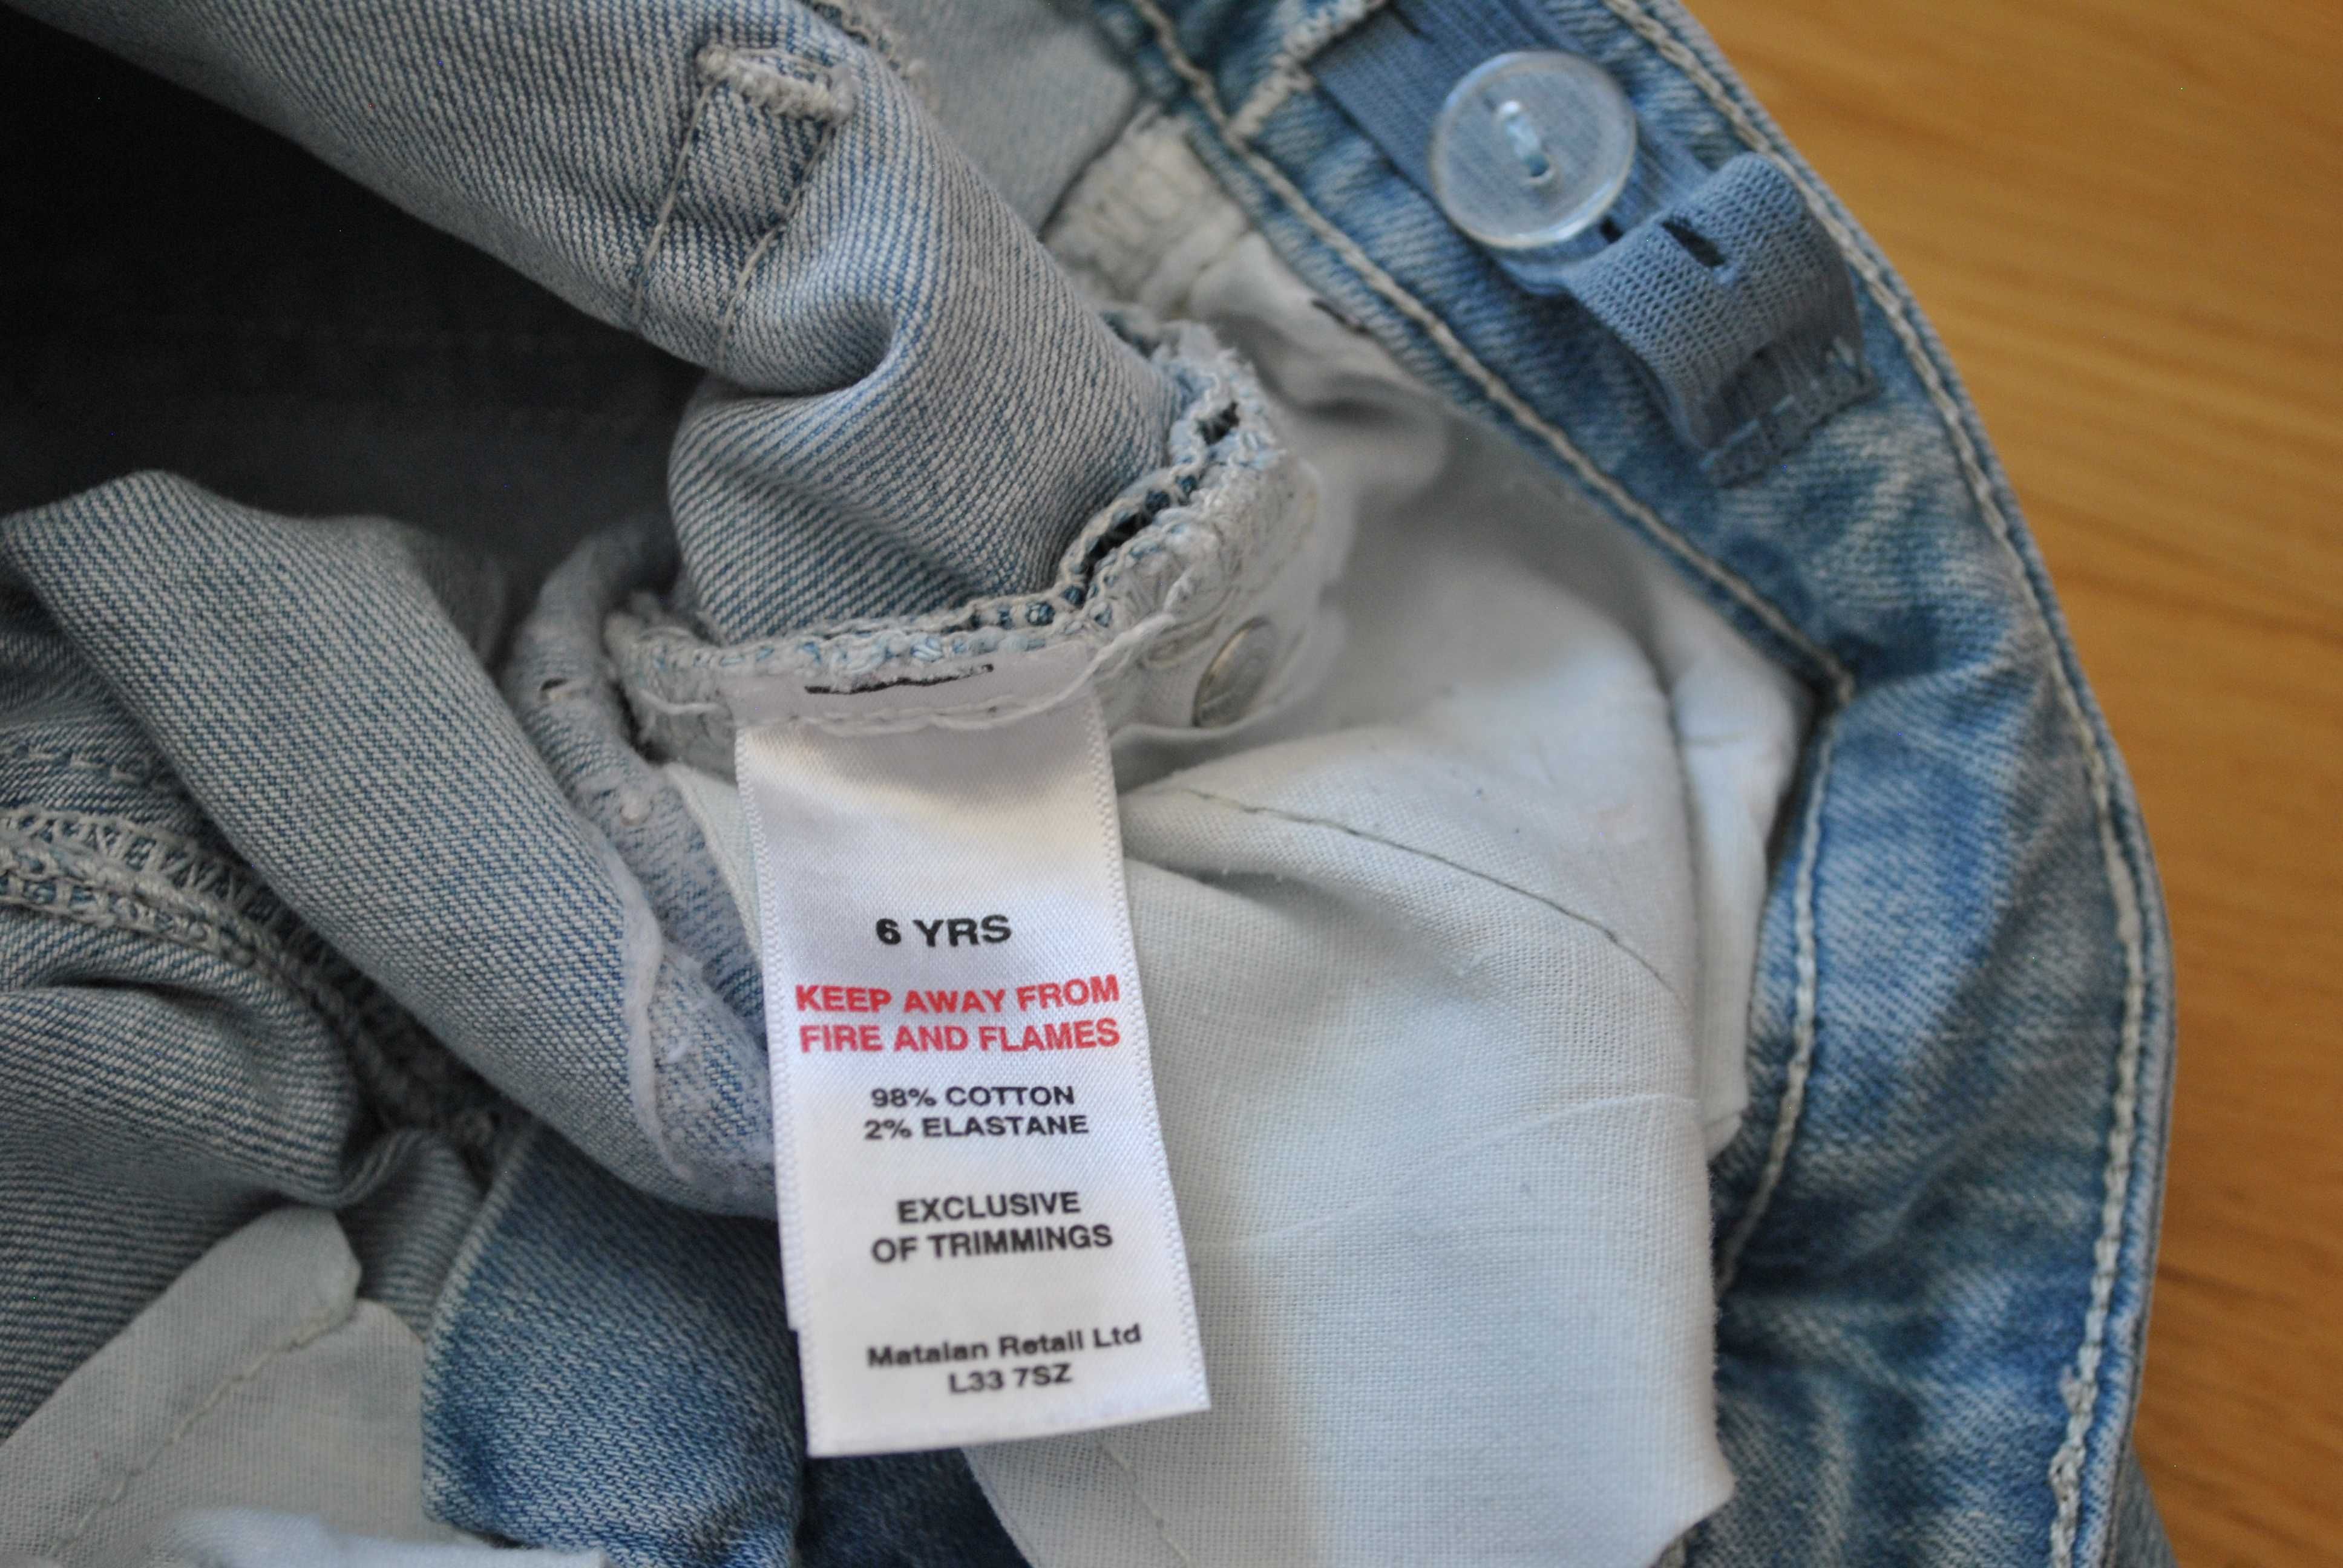 6 YRS
KEEP AWAY FROM
FIRE AND FLAMES
98% COTTON
2% ELASTANE
EXCLUSIVE
OF TRIMMINGS
Matalan Retail Ltd
L33 7SZ